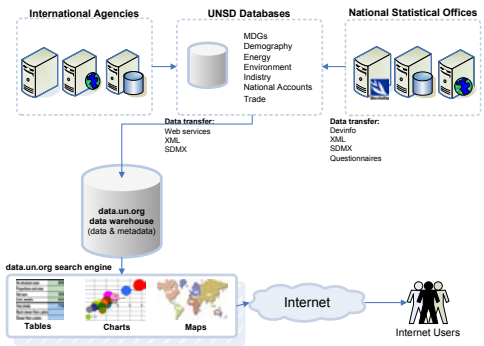 International Agencies
UNSD Databases
National Statistical Offices
MDGs
Demography
Energy
Environment
Indistry
National Accounts
Trade
Data transfer:
Web services
XML
SDMX
Data transfer:
Devinfo
XML
SDMX
Questionnaires
data.un.org
data warehouse
(data & metadata)
data.un.org search engine
Tables
Charts
Maps
Internet
Internet Users